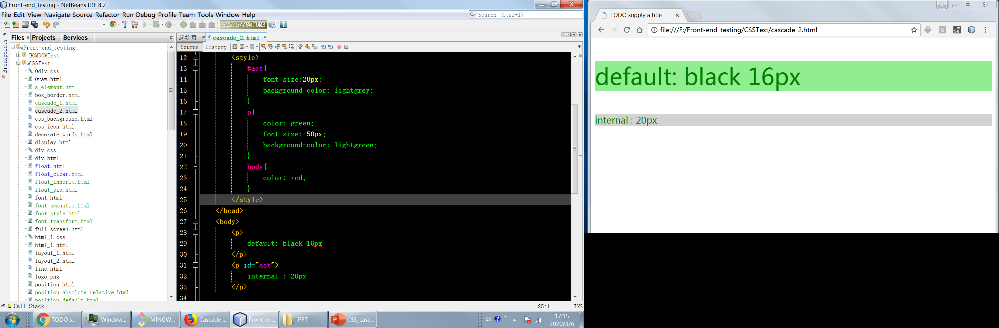 Front-end_testing - NetBeans IDE 8.2
File Edit View Navigate Source Refactor Run Debug Profile Team Tools Window Help
Search (Ctrl+I)
625.9/766.0MB
Breakpoints
Files Projects Services
Front-end_testing
BOMDOMTest
CSSTest
0div.css
0raw.html
a_element.html
box_border.html
cascade_1.html
cascade_2.html
css_background.html
css_icon.html
decorate_words.html
display.html
div.css
div.html
float.html
float_clear.html
float_inherit.html
float_pic.html
font.html
font_semantic.html
font_style.html
font_transform.html
full_screen.html
html_1.css
html_1.html
layout_1.html
layout_2.html
line.html
logo.png
position.html
position_absolute_relative.html
position_default.html
起始页 cascade_2.html
Source History
12 <style>
13 #act{
14 font-size:20px;
15 background-color: lightgrey;
16 }
17 p{
18 color: green;
19 font-size: 50px;
20 background-color: lightgreen;
21 }
22 body{
23 color: red;
24 }
25 </style>
26 </head>
27 <body>
28 <p>
29 default: black 16px
30 </p>
31 <p id="act">
32 internal : 20px
33 </p>
34
Call Stack
25:1 INS
TODO s... Window... MINGW... Cascade ... Front-en... PPT CSS_casc...
EN
17:15
2020/3/6
TODO supply a title
file:///F:/Front-end_testing/CSSTest/cascade_2.html
G Se
default: black 16px
internal : 20px